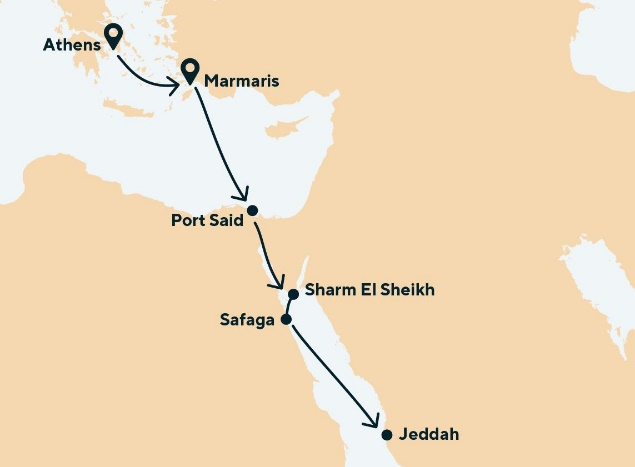 Athens
Marmaris
Port Said
Sharm El Sheikh
Safaga
Jeddah